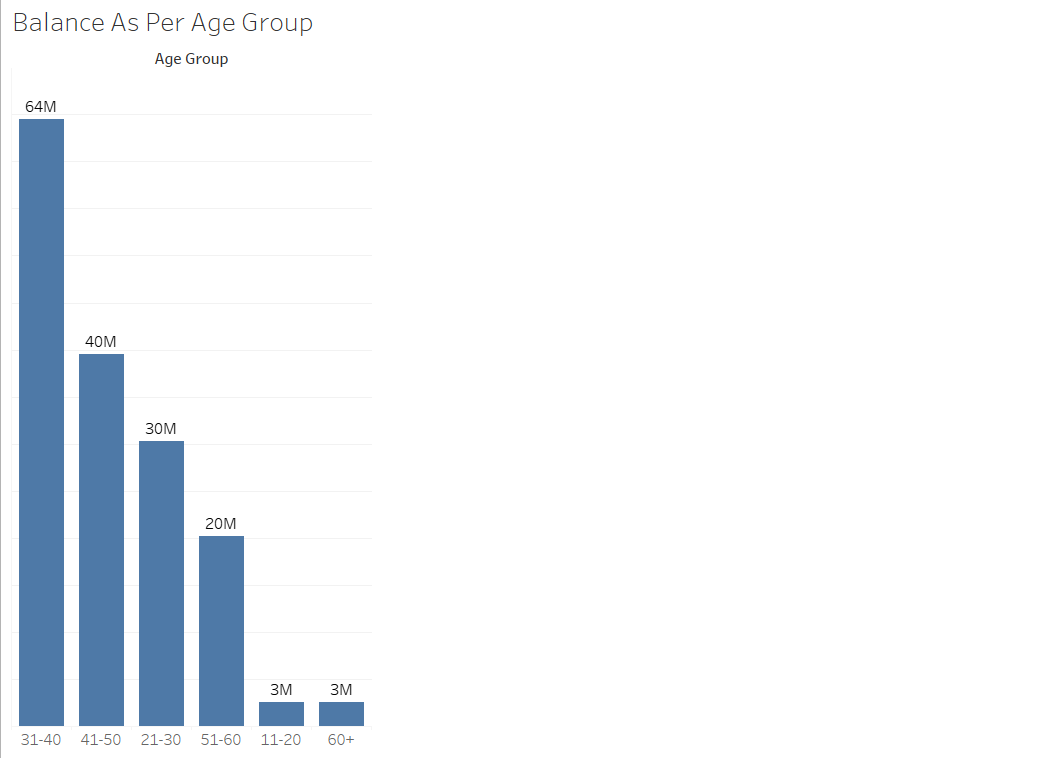 Balance As Per Age Group
Age Group
64M
40M
30M
20M
3M 3M
31-40 41-50 21-30 51-60 11-20 60+